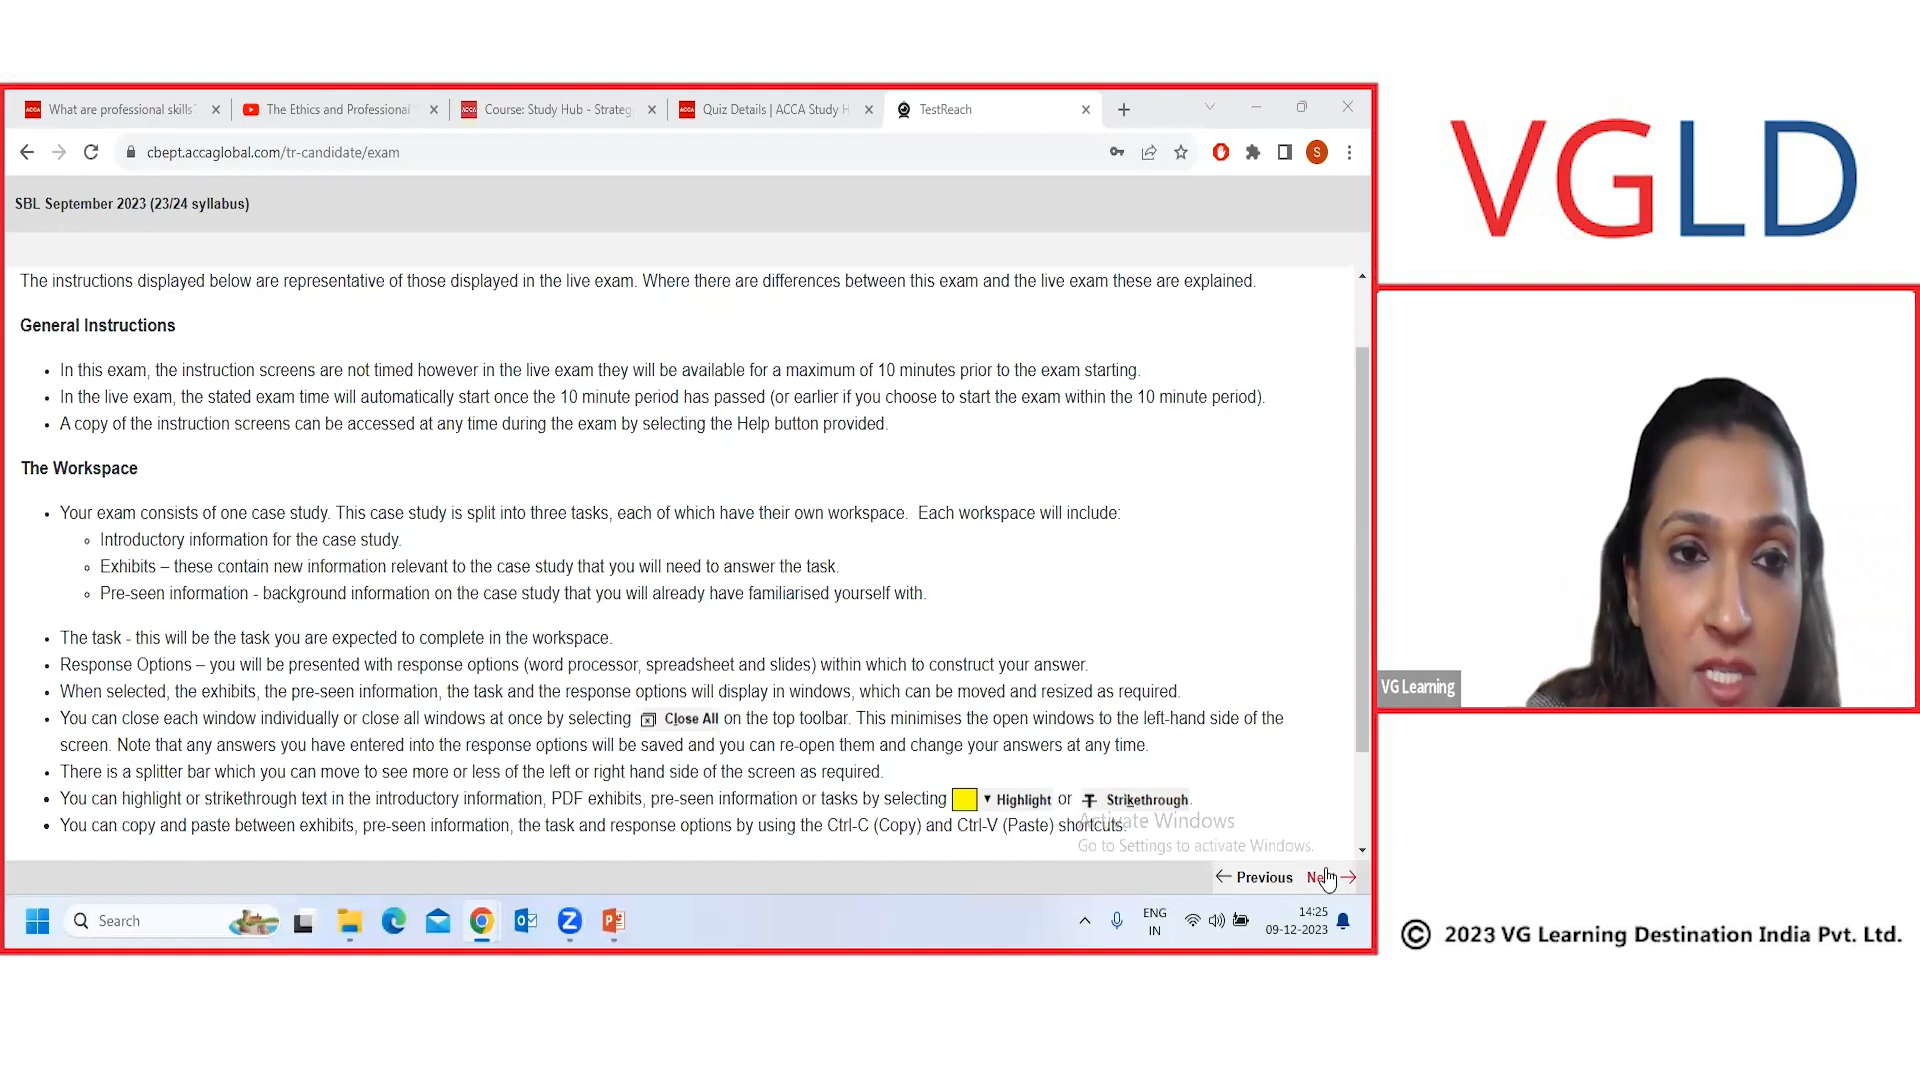 What are professional skills
The Ethics and Professional
Course: Study Hub - Strateg
Quiz Details | ACCA Study H
TestReach
cbept.accaglobal.com/tr-candidate/exam
S
SBL September 2023 (23/24 syllabus)
The instructions displayed below are representative of those displayed in the live exam. Where there are differences between this exam and the live exam these are explained.
General Instructions
• In this exam, the instruction screens are not timed however in the live exam they will be available for a maximum of 10 minutes prior to the exam starting.
• In the live exam, the stated exam time will automatically start once the 10 minute period has passed (or earlier if you choose to start the exam within the 10 minute period).
• A copy of the instruction screens can be accessed at any time during the exam by selecting the Help button provided.
The Workspace
• Your exam consists of one case study. This case study is split into three tasks, each of which have their own workspace. Each workspace will include:
Introductory information for the case study.
Exhibits – these contain new information relevant to the case study that you will need to answer the task.
Pre-seen information - background information on the case study that you will already have familiarised yourself with.
• The task - this will be the task you are expected to complete in the workspace.
• Response Options – you will be presented with response options (word processor, spreadsheet and slides) within which to construct your answer.
• When selected, the exhibits, the pre-seen information, the task and the response options will display in windows, which can be moved and resized as required.
• You can close each window individually or close all windows at once by selecting Close All on the top toolbar. This minimises the open windows to the left-hand side of the
screen. Note that any answers you have entered into the response options will be saved and you can re-open them and change your answers at any time.
• There is a splitter bar which you can move to see more or less of the left or right hand side of the screen as required.
• You can highlight or strikethrough text in the introductory information, PDF exhibits, pre-seen information or tasks by selecting Highlight or Strikethrough.
• You can copy and paste between exhibits, pre-seen information, the task and response options by using the Ctrl-C (Copy) and Ctrl-V (Paste) shortcuts.
Activate Windows
Go to Settings to activate Windows.
Previous
Search
ENG
IN
14:25
09-12-2023
VGLD
VG Learning
© 2023 VG Learning Destination India Pvt. Ltd.